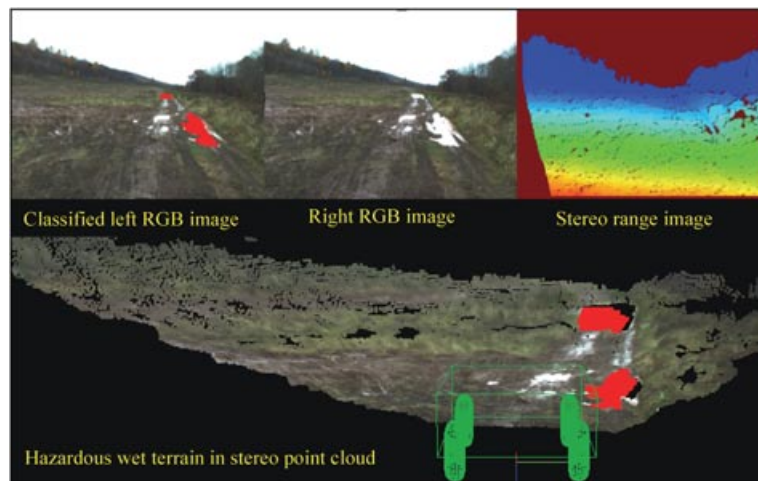 Classified left RGB image
Right RGB image
Stereo range image
Hazardous wet terrain in stereo point cloud